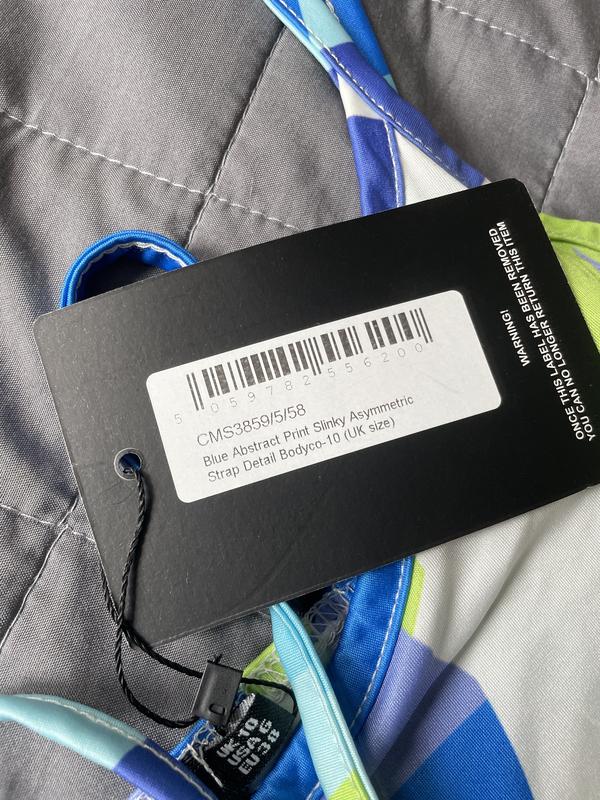 5 059782 556200
CMS3859/5/58
Blue Abstract Print Slinky Asymmetric
Strap Detail Bodyco-10 (UK size)
WARNING!
ONCE THIS LABEL HAS BEEN REMOVED
YOU CAN NO LONGER RETURN THIS ITEM
UK 10
USA 6
EU 38